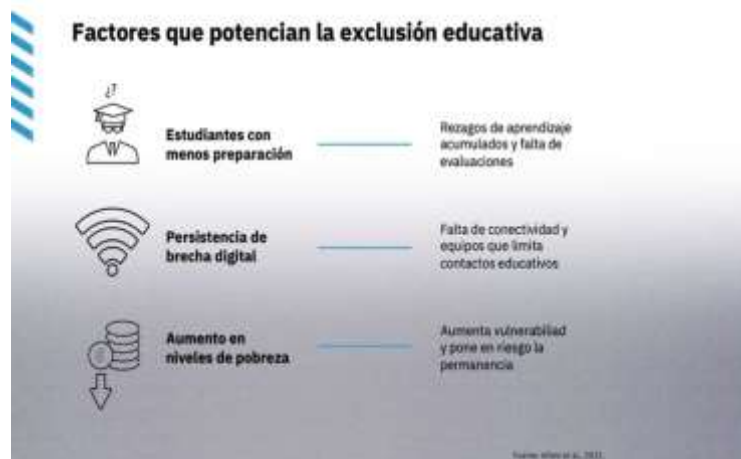 Factores que potencian la exclusión educativa
¿?
Estudiantes con
menos preparación
Rezagos de aprendizaje
acumulados y falta de
evaluaciones
Persistencia de
brecha digital
Falta de conectividad y
equipos que limita
contactos educativos
Aumento en
niveles de pobreza
Aumenta vulnerabiliad
y pone en riesgo la
permanencia